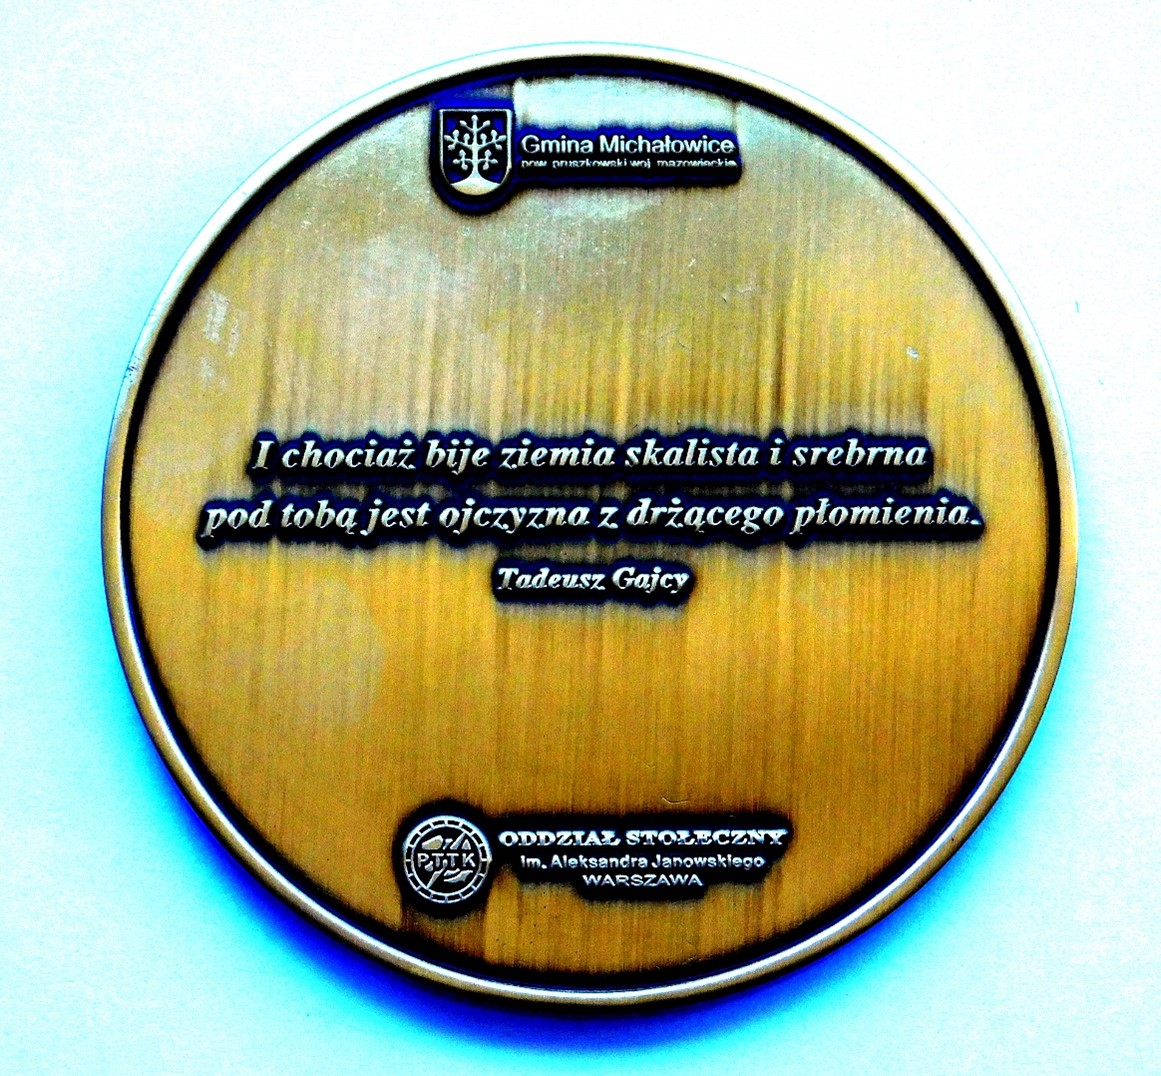 Gmina Michałowice
pow. pruszkowski woj. mazowieckie
I chociaż bije ziemia skalista i srebrna
pod tobą jest ojczyzna z drżącego płomienia.
Tadeusz Gajcy
PTTK
ODDZIAŁ STOŁECZNY
im. Aleksandra Janowskiego
WARSZAWA